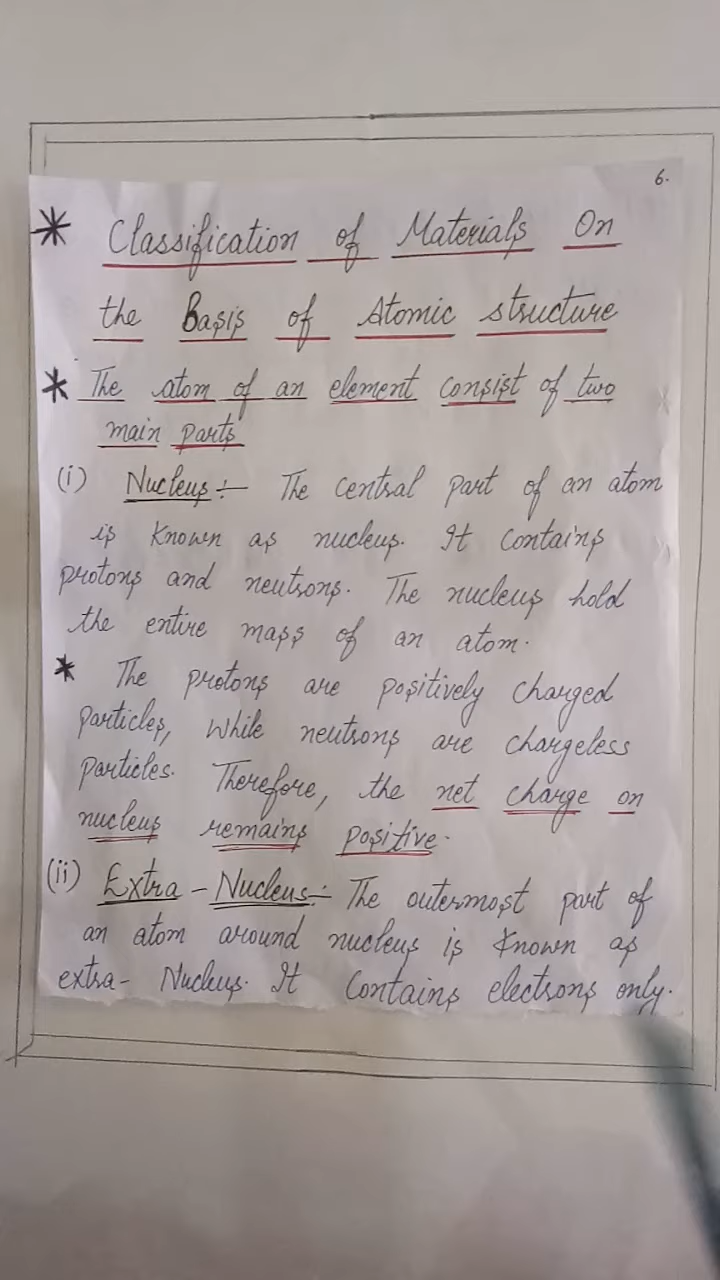 6.
* Classification of Materials On
the Basis of Atomic structure
* The atom of an element consist of two
main parts
(i) Nucleus :- The central part of an atom
is known as nucleus. It contains
protons and neutrons. The nucleus hold
the entire mass of an atom.
* The protons are positively charged
particles, while neutrons are chargeless
particles. Therefore, the net charge on
nucleus remains positive.
(ii) Extra - Nucleus :- The outermost part of
an atom around nucleus is known as
extra - Nucleus. It contains electrons only.